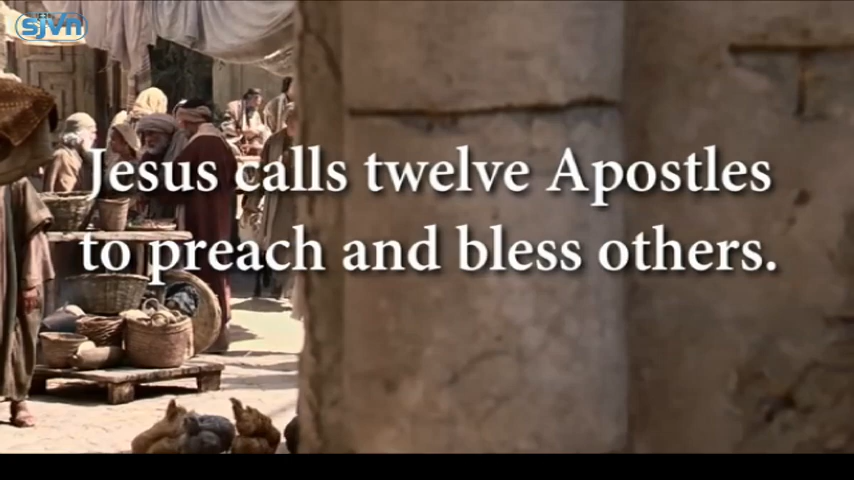 sjvn
Jesus calls twelve Apostles
to preach and bless others.